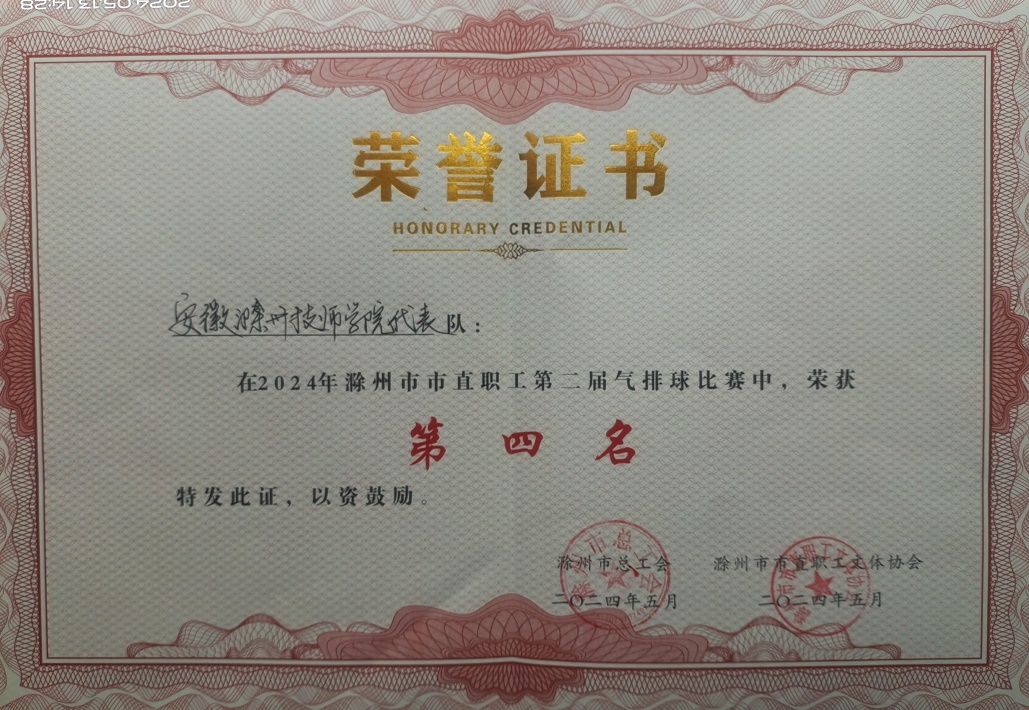 荣誉证书
HONORARY CREDENTIAL
安徽滁州技师学院代表队：
在2024年滁州市市直职工第二届气排球比赛中，荣获
第四名
特发此证，以资鼓励。
滁州市总工会 滁州市市直职工文体协会
二〇二四年五月 二〇二四年五月